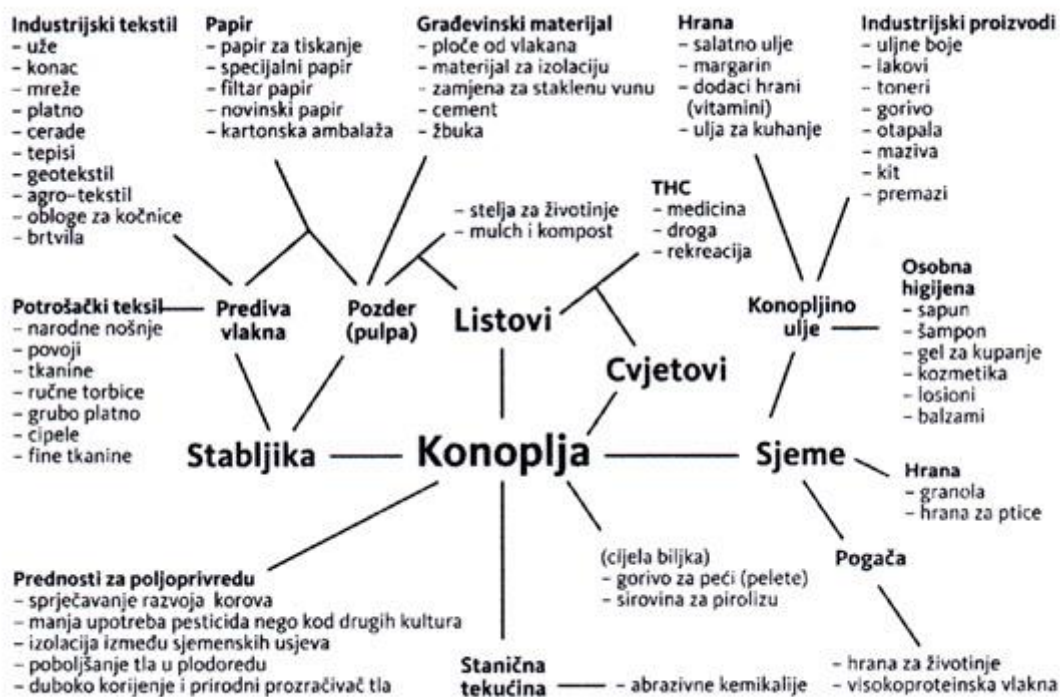 Industrijski tekstil
– uže
– konac
– mreže
– platno
– cerade
– tepisi
– geotekstil
– agro-tekstil
– obloge za kočnice
– brtvila
Papir
– papir za tiskanje
– specijalni papir
– filtar papir
– novinski papir
– kartonska ambalaža
Građevinski materijal
– ploče od vlakana
– materijal za izolaciju
– zamjena za staklenu vunu
– cement
– žbuka
Hrana
– salatno ulje
– margarin
– dodaci hrani
(vitamini)
– ulja za kuhanje
Industrijski proizvodi
– uljne boje
– lakovi
– toneri
– gorivo
– otapala
– maziva
– kit
– premazi
– stelja za životinje
– mulch i kompost
THC
– medicina
– droga
– rekreacija
Potrošački teksil
– narodne nošnje
– povoji
– tkanine
– ručne torbice
– grubo platno
– cipele
– fine tkanine
Prediva
vlakna
Pozder
(pulpa)
Listovi
Cvjetovi
Konopljino
ulje
Osobna
higijena
– sapun
– šampon
– gel za kupanje
– kozmetika
– losioni
– balzami
Stabljika
Konoplja
Sjeme
Hrana
– granola
– hrana za ptice
Prednosti za poljoprivredu
– sprječavanje razvoja korova
– manja upotreba pesticida nego kod drugih kultura
– izolacija između sjemenskih usjeva
– poboljšanje tla u plodoredu
– duboko korijenje i prirodni prozračivač tla
Stanična
tekućina
– abrazivne kemikalije
(cijela biljka)
– gorivo za peći (pelete)
– sirovina za pirolizu
Pogača
– hrana za životinje
– visokoproteinska vlakna